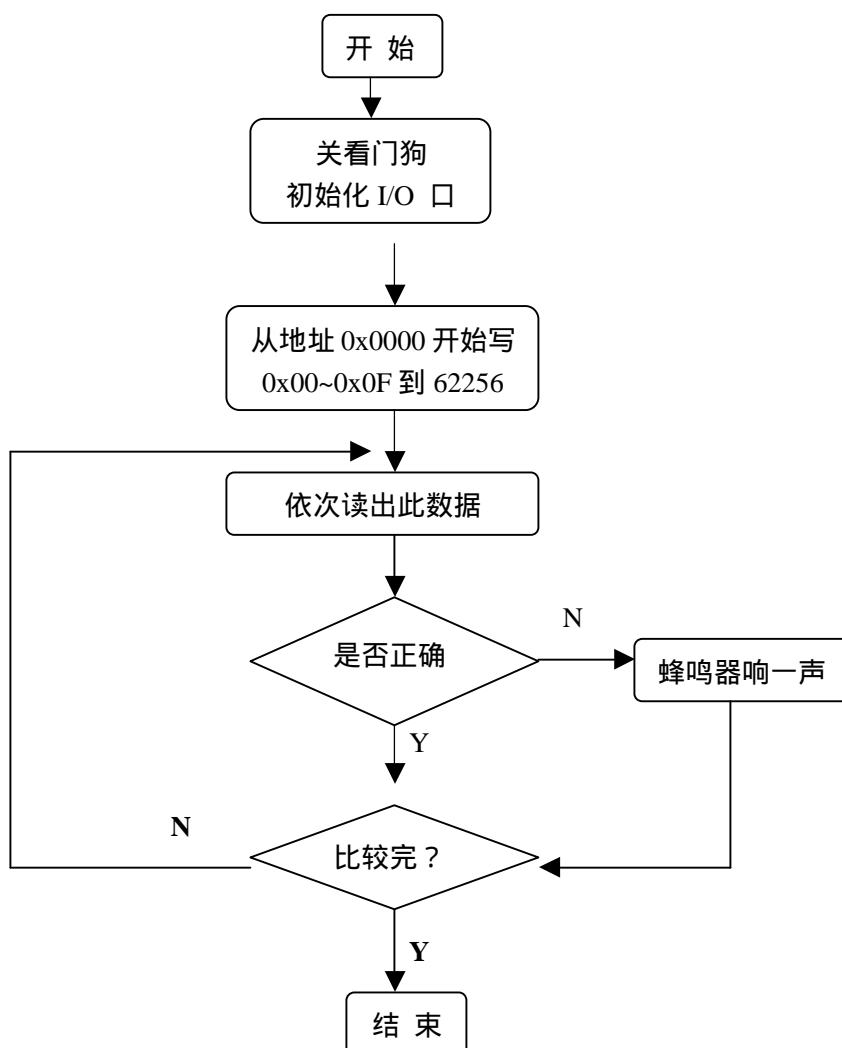 开 始
关看门狗
初始化 I/O 口
从地址 0x0000 开始写
0x00~0x0F 到 62256
依次读出此数据
是否正确
N
蜂鸣器响一声
Y
N
比较完？
Y
结 束